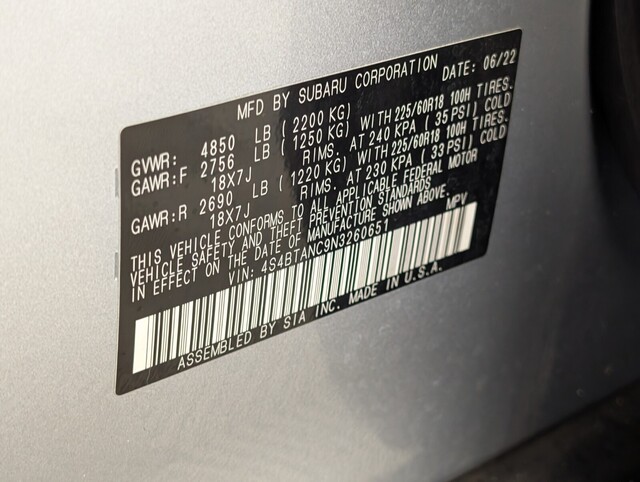 MFD BY SUBARU CORPORATION DATE: 06/22
GVWR: 4850 LB ( 2200 KG)
GAWR:F 2756 LB ( 1250 KG) WITH 225/60R18 100H TIRES.
18X7J RIMS. AT 240 KPA ( 35 PSI) COLD
GAWR:R 2690 LB ( 1220 KG) WITH 225/60R18 100H TIRES.
18X7J RIMS. AT 230 KPA ( 33 PSI) COLD
THIS VEHICLE CONFORMS TO ALL APPLICABLE FEDERAL MOTOR
VEHICLE SAFETY AND THEFT PREVENTION STANDARDS
IN EFFECT ON THE DATE OF MANUFACTURE SHOWN ABOVE.
VIN: 4S4BTANC9N3260651 MPV
ASSEMBLED BY SIA INC. MADE IN U.S.A.